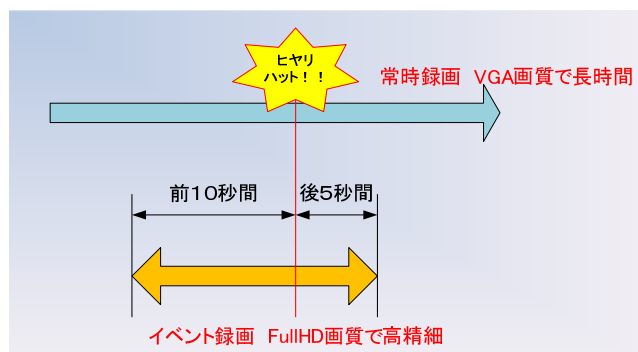 ヒヤリ
ハット！！
常時録画　VGA画質で長時間
前１０秒間
後５秒間
イベント録画　FullHD画質で高精細